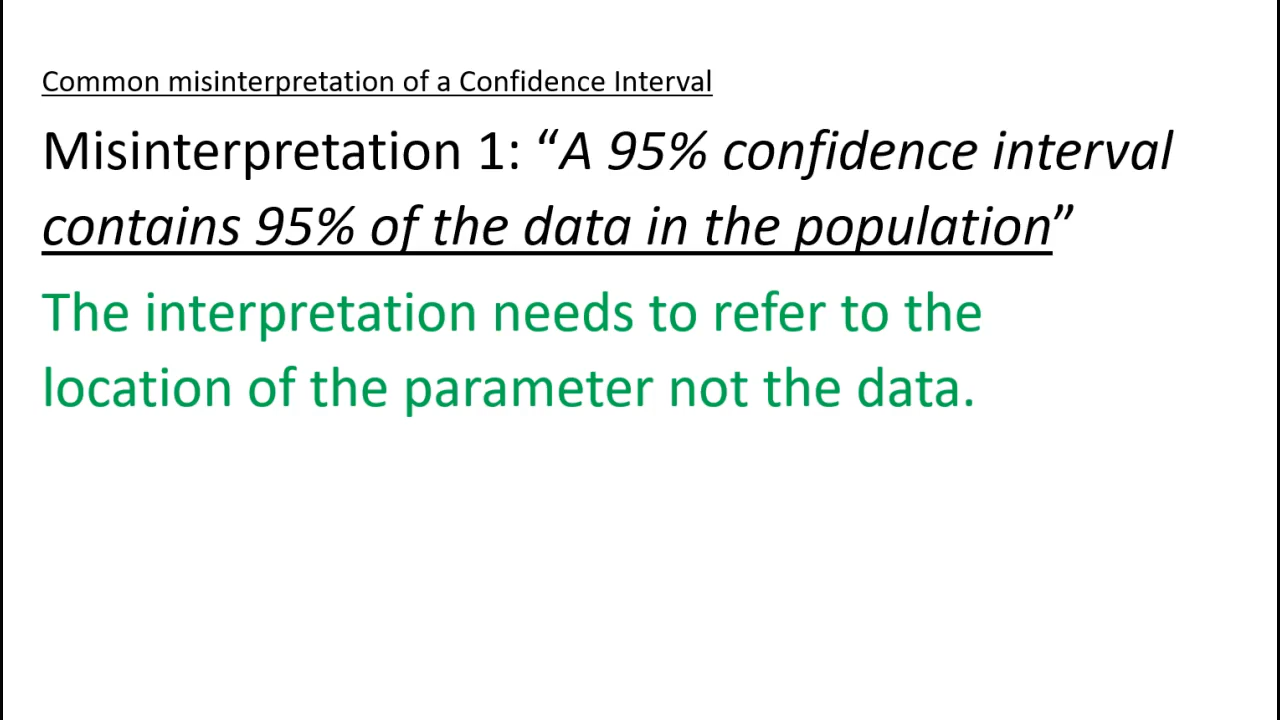 Common misinterpretation of a Confidence Interval
Misinterpretation 1: “A 95% confidence interval
contains 95% of the data in the population”
The interpretation needs to refer to the
location of the parameter not the data.